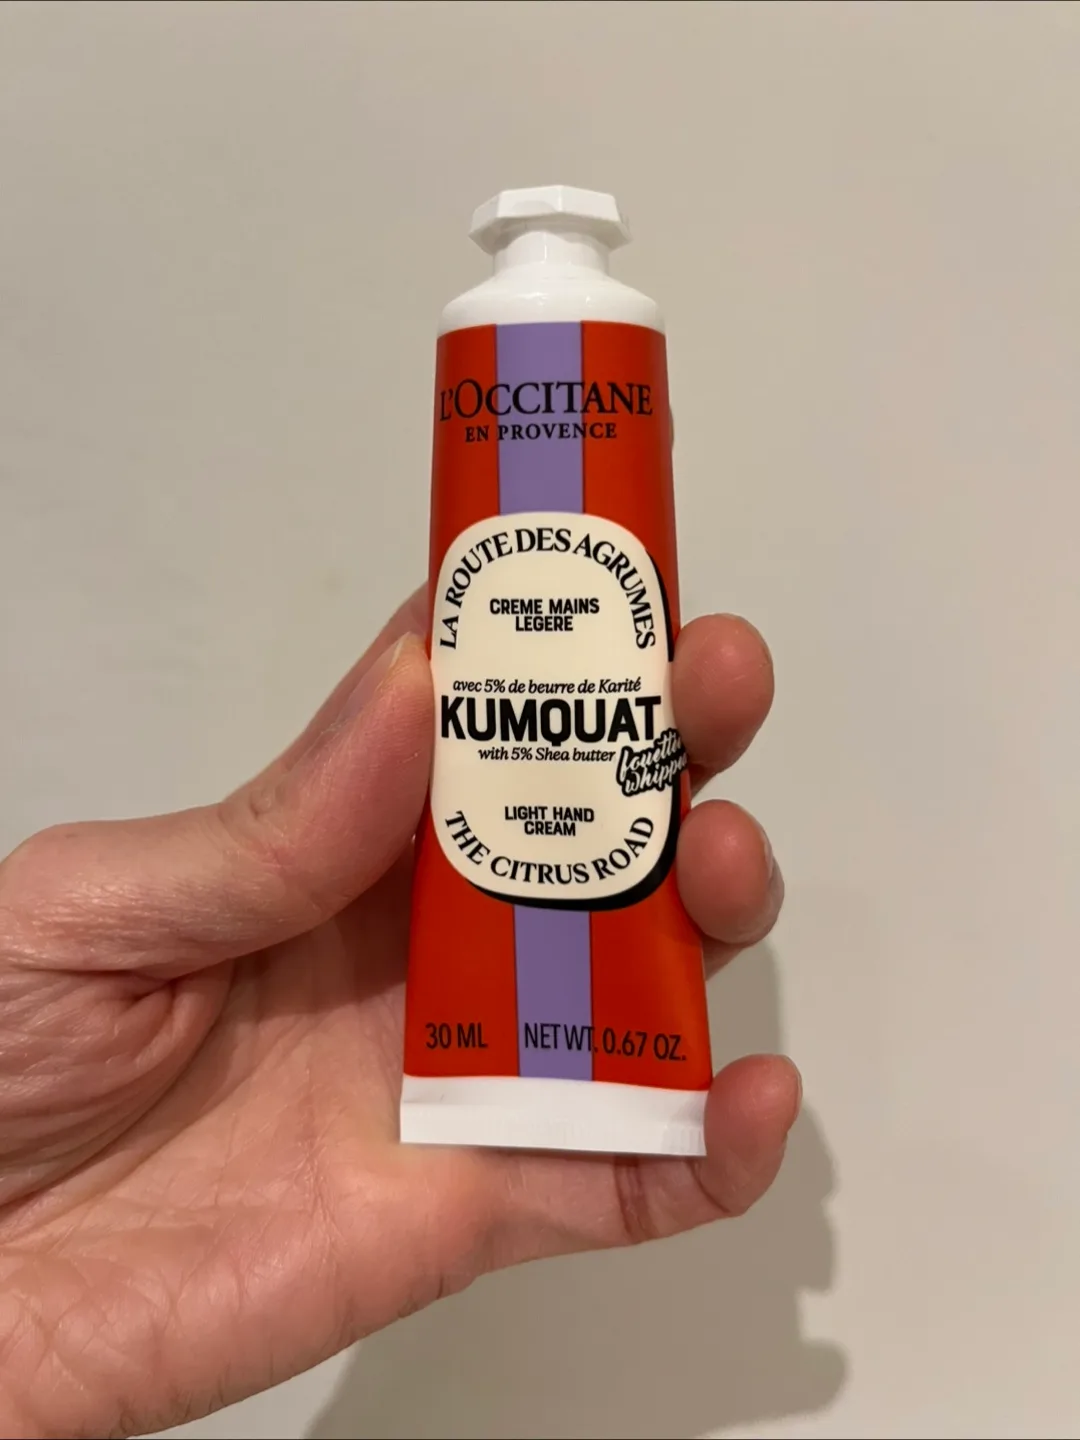 L'OCCITANE
EN PROVENCE
LA ROUTE DES AGRUMES
CREME MAINS
LEGERE
avec 5% de beurre de Karité
KUMQUAT
with 5% Shea butter
LIGHT HAND
CREAM
THE CITRUS ROAD
30 ML NET WT. 0.67 OZ.